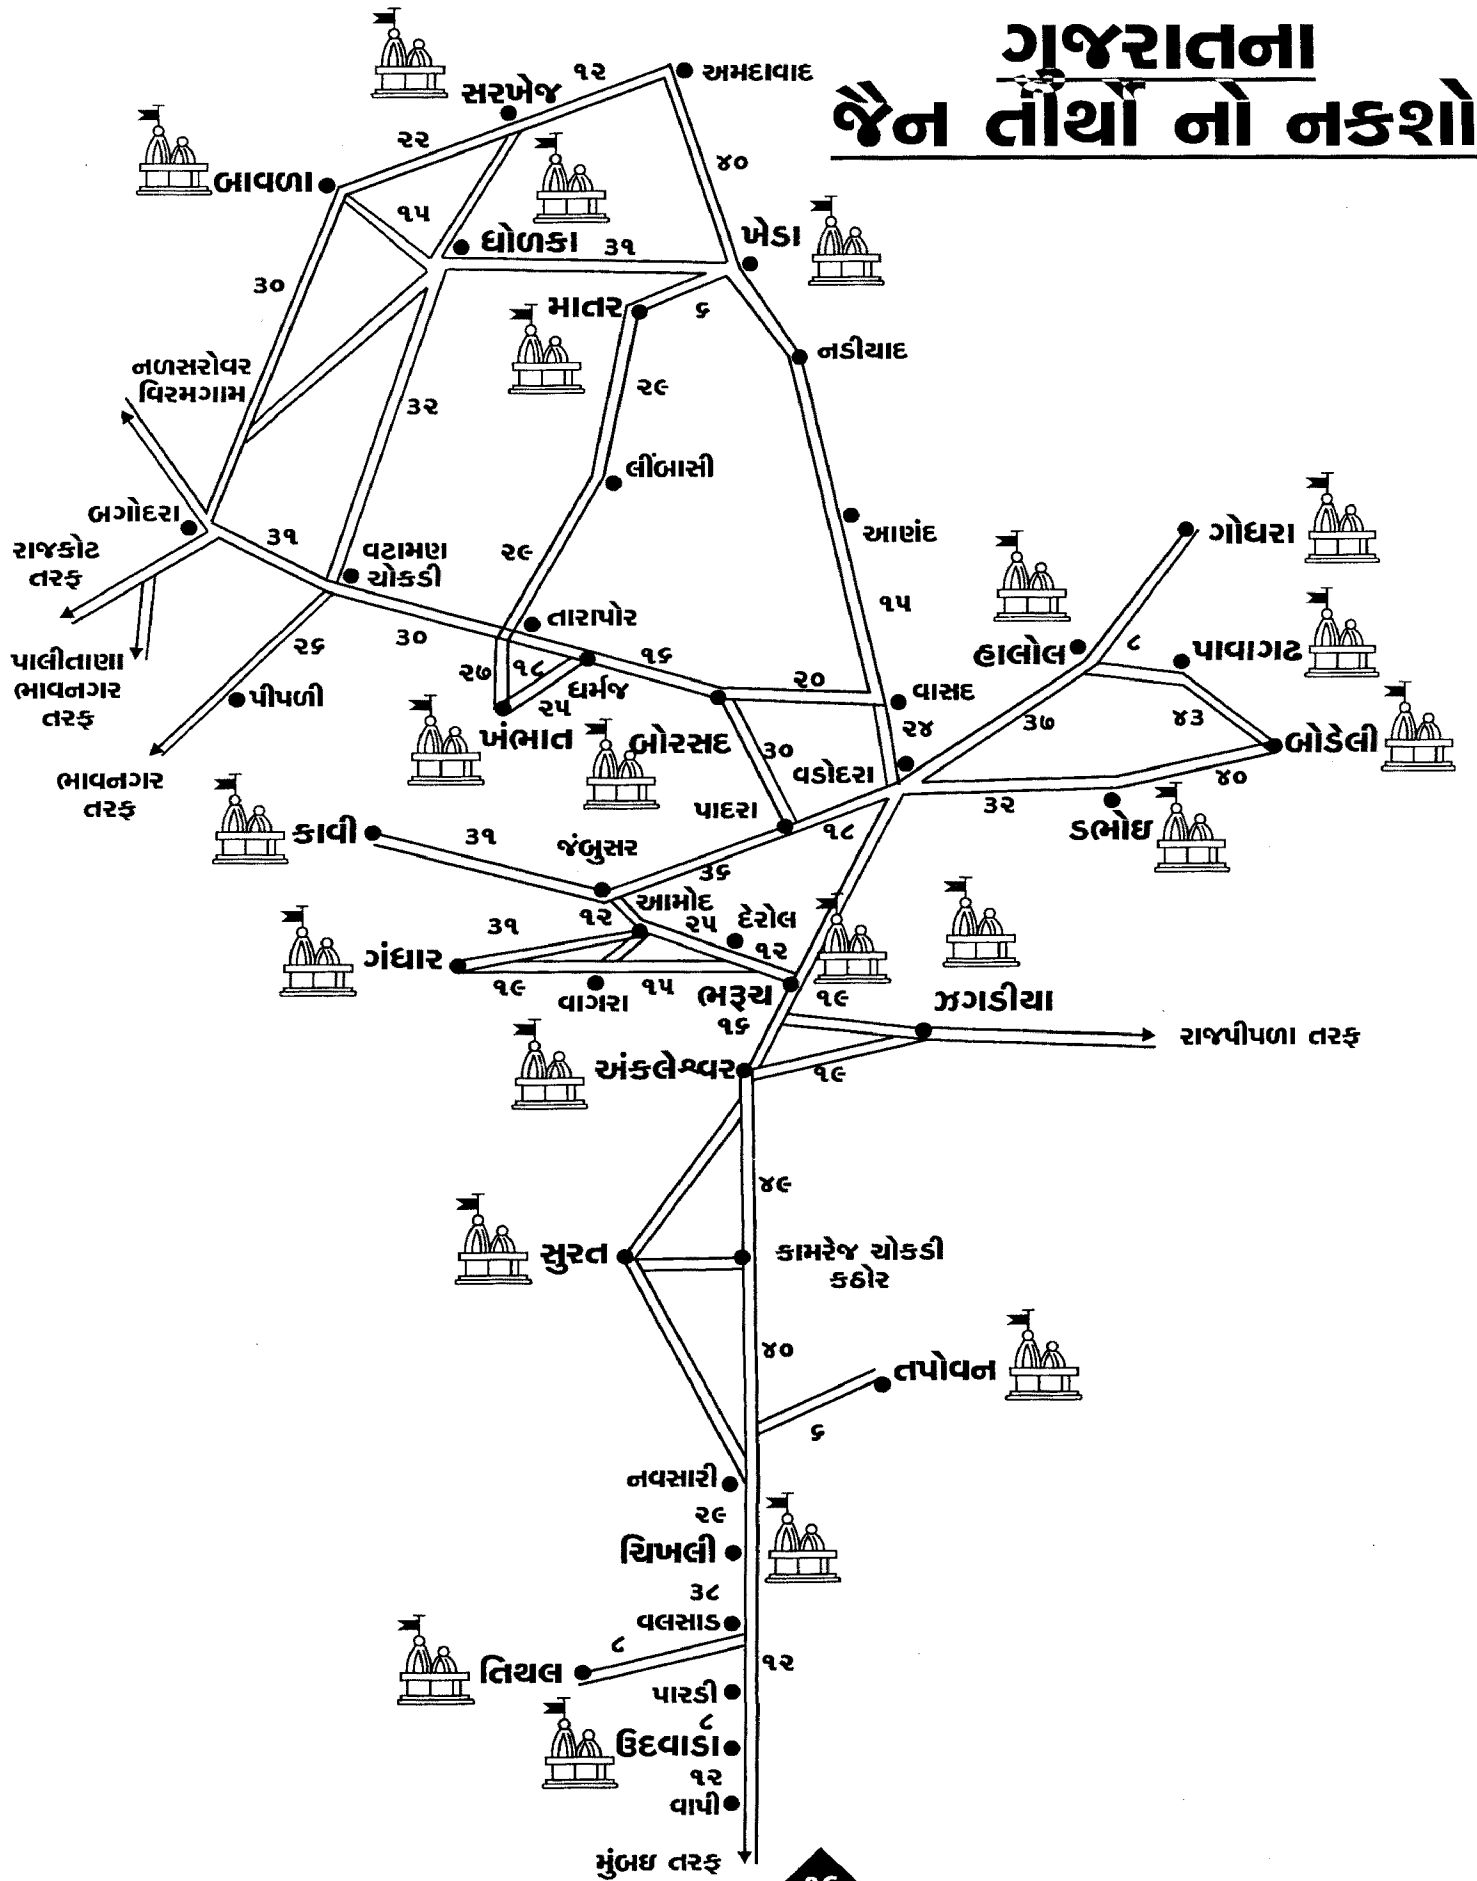 ગુજરાતના
જૈન તીર્થો નો નકશો
અમદાવાદ
૧૨
સરખેજ
૨૨
૪૦
બાવળા
૧૫
ધોળકા
૩૧
ખેડા
૩૦
માતર
૬
નડીયાદ
નળસરોવર
વિરમગામ
૩૨
૨૯
લીંબાસી
બગોદરા
૩૧
આણંદ
ગોધરા
રાજકોટ
તરફ
વટામણ
ચોકડી
૨૯
૧૫
તારાપોર
૩૦
૮
હાલોલ
પાવાગઢ
પાલીતાણા
ભાવનગર
તરફ
૨૬
૨૭
૧૮
૧૬
ધર્મજ
૨૦
વાસદ
પીપળી
૨૫
૨૪
૩૭
૪૩
ખંભાત
બોરસદ
૩૦
બોડેલી
ભાવનગર
તરફ
વડોદરા
૪૦
પાદરા
૩૨
કાવી
૩૧
૧૮
ડભોઇ
જંબુસર
૩૬
આમોદ
૧૨
૨૫
દેરોલ
૩૧
૧૨
ગંધાર
૧૯
૧૫
વાગરા
ભરૂચ
૧૯
ઝગડીયા
૧૬
રાજપીપળા તરફ
અંકલેશ્વર
૧૯
૪૯
સુરત
કામરેજ ચોકડી
કઠોર
૪૦
તપોવન
૬
નવસારી
૨૯
ચિખલી
૩૮
વલસાડ
૮
તિથલ
૧૨
પારડી
૮
ઉદવાડા
૧૨
વાપી
મુંબઇ તરફ